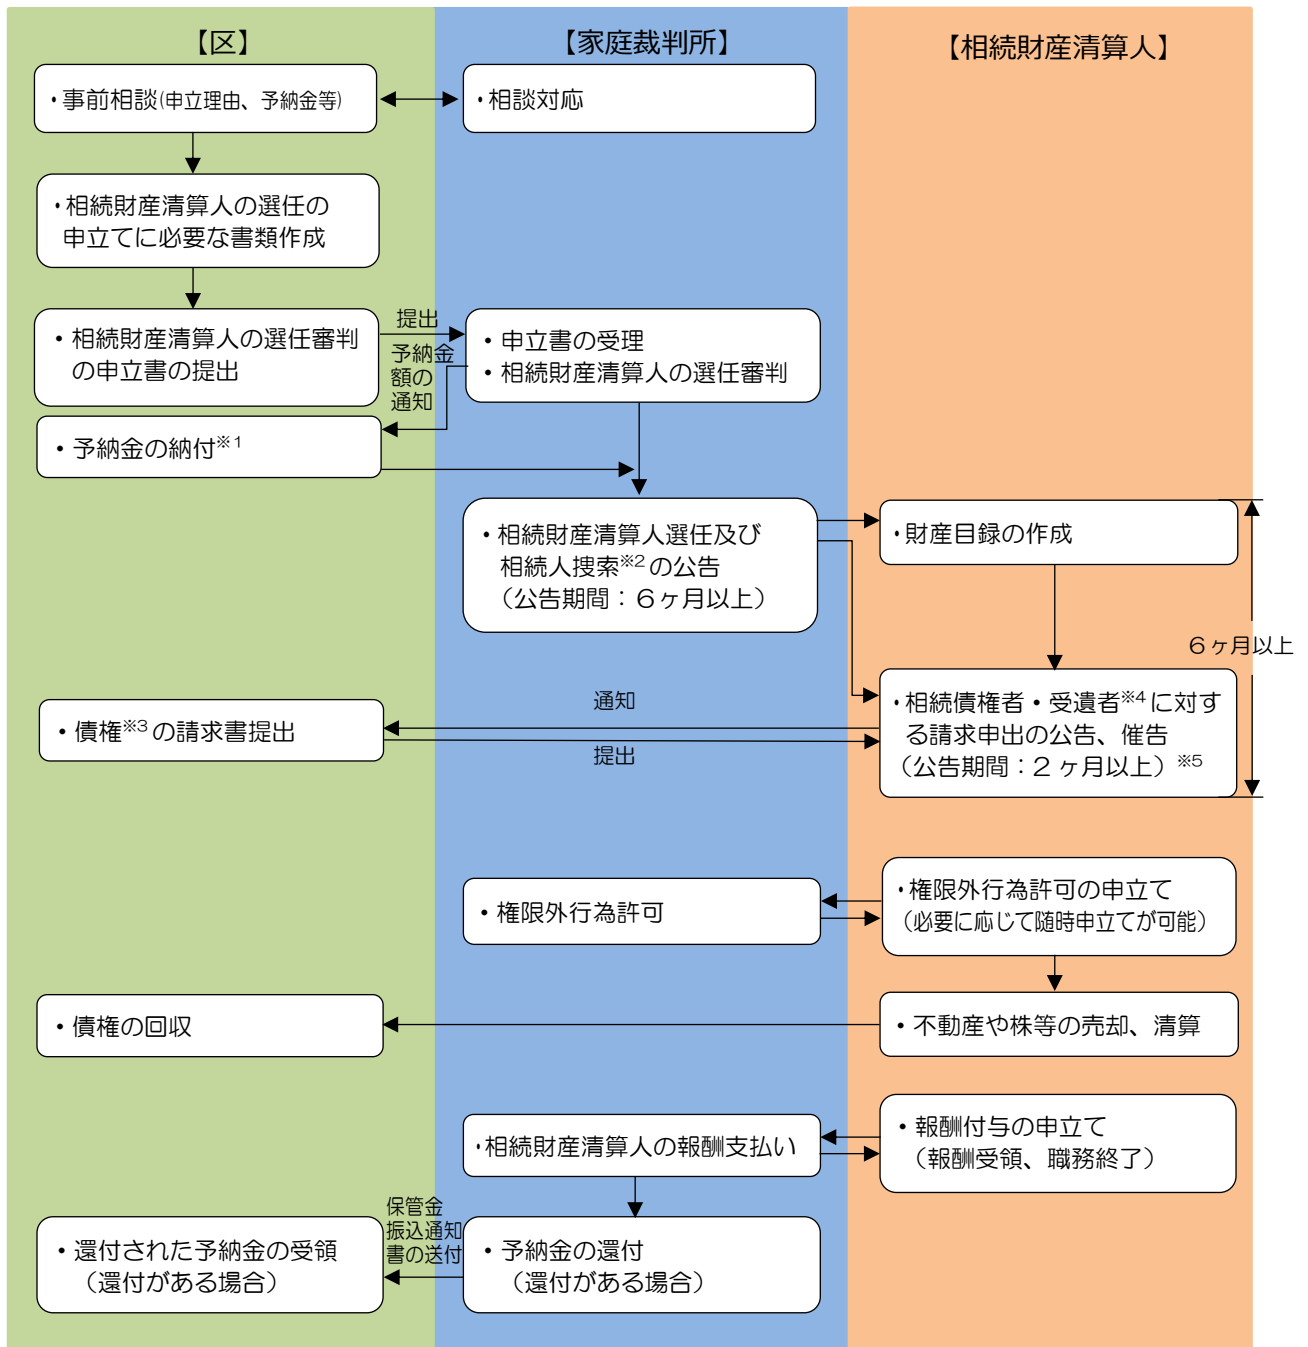 【区】
【家庭裁判所】
【相続財産清算人】
・事前相談(申立理由、予納金等)
・相談対応
・相続財産清算人の選任の
申立てに必要な書類作成
・相続財産清算人の選任審判
の申立書の提出
提出
予納金
額の
通知
・申立書の受理
・相続財産清算人の選任審判
・予納金の納付※1
・相続財産清算人選任及び
相続人捜索※2の公告
（公告期間：６ヶ月以上）
・財産目録の作成
６ヶ月以上
・相続債権者・受遺者※4に対す
る請求申出の公告、催告
（公告期間：２ヶ月以上）※5
通知
・債権※3の請求書提出
提出
・権限外行為許可
・権限外行為許可の申立て
（必要に応じて随時申立てが可能）
・債権の回収
・不動産や株等の売却、清算
・相続財産清算人の報酬支払い
・報酬付与の申立て
（報酬受領、職務終了）
保管金
振込通知
書の送付
・還付された予納金の受領
（還付がある場合）
・予納金の還付
（還付がある場合）